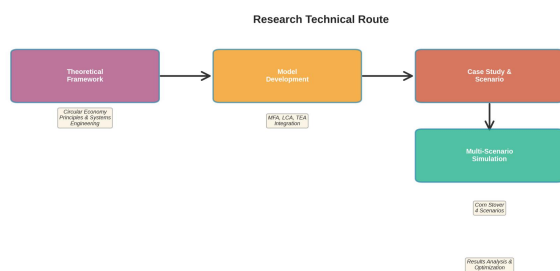 Research Technical Route
Theoretical
Framework
Model
Development
Case Study &
Scenario
Circular Economy
Principles & Systems
Engineering
MFA, LCA, TEA
Integration
Multi-Scenario
Simulation
Corn Stover
4 Scenarios
Results Analysis &
Optimization